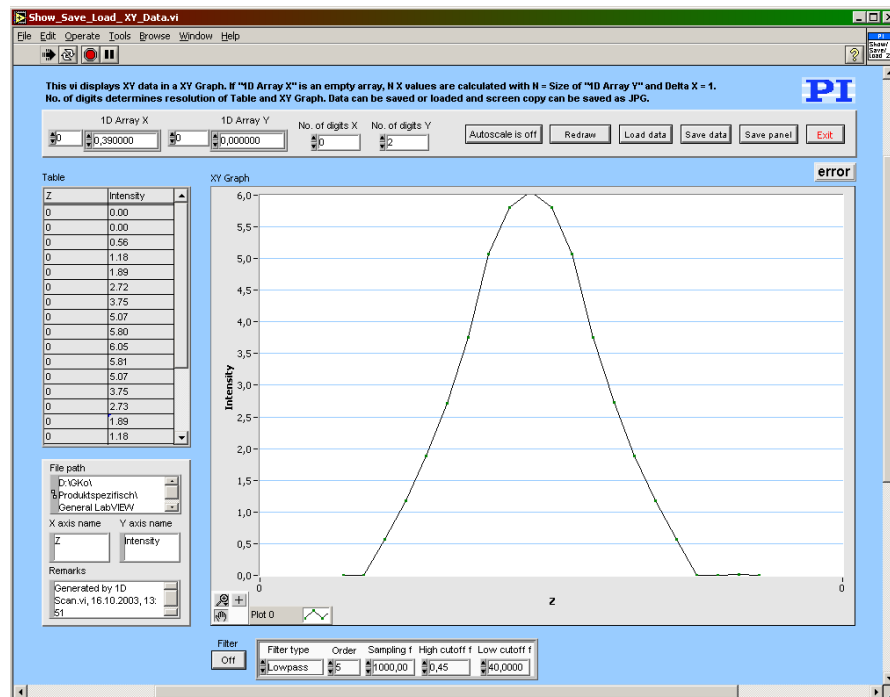 Show_Save_Load_ XY_Data.vi
File Edit Operate Tools Browse Window Help
PI
Show/
Save/
Load Z
This vi displays XY data in a XY Graph. If "1D Array X" is an empty array, N X values are calculated with N = Size of "1D Array Y" and Delta X = 1.
No. of digits determines resolution of Table and XY Graph. Data can be saved or loaded and screen copy can be saved as JPG.
PI
1D Array X 1D Array Y No. of digits X No. of digits Y
0 0,390000 0 0,000000 0 2
Autoscale is off Redraw Load data Save data Save panel Exit
error
Table
Z Intensity
0 0.00
0 0.00
0 0.56
0 1.18
0 1.89
0 2.72
0 3.75
0 5.07
0 5.80
0 6.05
0 5.81
0 5.07
0 3.75
0 2.73
0 1.89
0 1.18
XY Graph
6,0
5,5
5,0
4,5
4,0
3,5
3,0
2,5
2,0
1,5
1,0
0,5
0,0
Intensity
0 0
Z
Plot 0
File path
D:\GKo\
Produktspezifisch\
General LabVIEW
X axis name Y axis name
Z Intensity
Remarks
Generated by 1D
Scan.vi, 16.10.2003, 13:
51
Filter
Off
Filter type Order Sampling f High cutoff f Low cutoff f
Lowpass 5 1000,00 0,45 40,0000